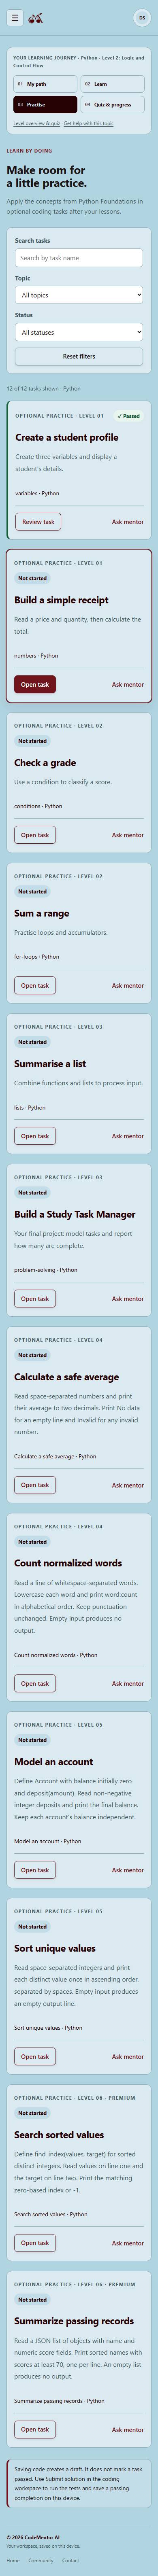 DS
YOUR LEARNING JOURNEY · Python · Level 2: Logic and
Control Flow
01 My path
02 Learn
03 Practise
04 Quiz & progress
Level overview & quiz · Get help with this topic
LEARN BY DOING
Make room for
a little practice.
Apply the concepts from Python Foundations in
optional coding tasks after your lessons.
Search tasks
Search by task name
Topic
All topics
Status
All statuses
Reset filters
12 of 12 tasks shown · Python
OPTIONAL PRACTICE · LEVEL 01
✓ Passed
Create a student profile
Create three variables and display a
student's details.
variables · Python
Review task
Ask mentor
OPTIONAL PRACTICE · LEVEL 01
Not started
Build a simple receipt
Read a price and quantity, then calculate the
total.
numbers · Python
Open task
Ask mentor
OPTIONAL PRACTICE · LEVEL 02
Not started
Check a grade
Use a condition to classify a score.
conditions · Python
Open task
Ask mentor
OPTIONAL PRACTICE · LEVEL 02
Not started
Sum a range
Practise loops and accumulators.
for-loops · Python
Open task
Ask mentor
OPTIONAL PRACTICE · LEVEL 03
Not started
Summarise a list
Combine functions and lists to process input.
lists · Python
Open task
Ask mentor
OPTIONAL PRACTICE · LEVEL 03
Not started
Build a Study Task Manager
Your final project: model tasks and report
how many are complete.
problem-solving · Python
Open task
Ask mentor
OPTIONAL PRACTICE · LEVEL 04
Not started
Calculate a safe average
Read space-separated numbers and print
their average to two decimals. Print No data
for an empty line and Invalid for any invalid
number.
Calculate a safe average · Python
Open task
Ask mentor
OPTIONAL PRACTICE · LEVEL 04
Not started
Count normalized words
Read a line of whitespace-separated words.
Lowercase each word and print word:count
in alphabetical order. Keep punctuation
unchanged. Empty input produces no
output.
Count normalized words · Python
Open task
Ask mentor
OPTIONAL PRACTICE · LEVEL 05
Not started
Model an account
Define Account with balance initially zero
and deposit(amount). Read non-negative
integer deposits and print the final balance.
Keep each account's balance independent.
Model an account · Python
Open task
Ask mentor
OPTIONAL PRACTICE · LEVEL 05
Not started
Sort unique values
Read space-separated integers and print
each distinct value once in ascending order,
separated by spaces. Empty input produces
an empty output line.
Sort unique values · Python
Open task
Ask mentor
OPTIONAL PRACTICE · LEVEL 06 · PREMIUM
Not started
Search sorted values
Define find_index(values, target) for sorted
distinct integers. Read values on line one and
the target on line two. Print the matching
zero-based index or -1.
Search sorted values · Python
Open task
Ask mentor
OPTIONAL PRACTICE · LEVEL 06 · PREMIUM
Not started
Summarize passing records
Read a JSON list of objects with name and
numeric score fields. Print sorted names with
scores at least 70, one per line. An empty list
produces no output.
Summarize passing records · Python
Open task
Ask mentor
Saving code creates a draft. It does not mark a task
passed. Use Submit solution in the coding
workspace to run the tests and save a passing
completion on this device.
© 2026 CodeMentor AI
Your workspace, saved on this device.
Home
Community
Contact